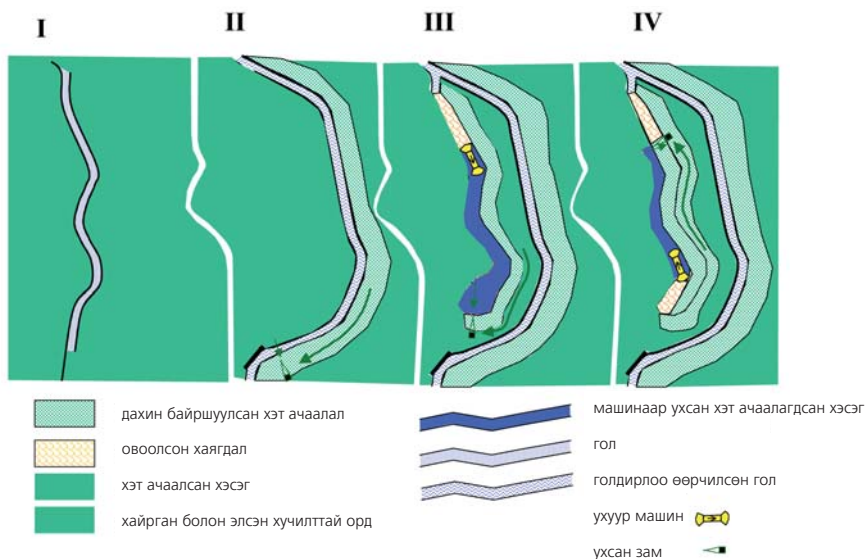 I
II
III
IV
дахин байршуулсан хэт ачаалал
овоолсон хаягдал
хэт ачаалсан хэсэг
хайрган болон элсэн хучилттай орд
машинаар ухсан хэт ачаалагдсан хэсэг
гол
голдирлоо өөрчилсөн гол
ухуур машин
ухсан зам